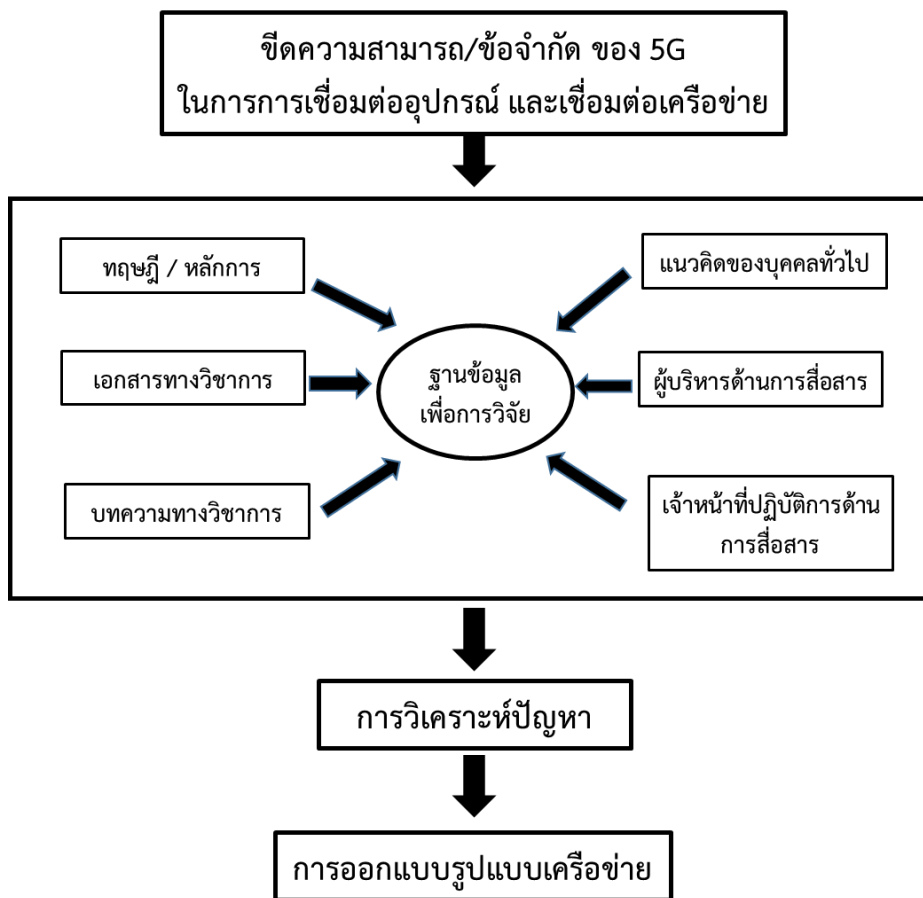 ขีดความสามารถ/ข้อจำกัด ของ 5G
ในการการเชื่อมต่ออุปกรณ์ และเชื่อมต่อเครือข่าย
ทฤษฎี / หลักการ
แนวคิดของบุคคลทั่วไป
เอกสารทางวิชาการ
ฐานข้อมูล
เพื่อการวิจัย
ผู้บริหารด้านการสื่อสาร
บทความทางวิชาการ
เจ้าหน้าที่ปฏิบัติการด้าน
การสื่อสาร
การวิเคราะห์ปัญหา
การออกแบบรูปแบบเครือข่าย